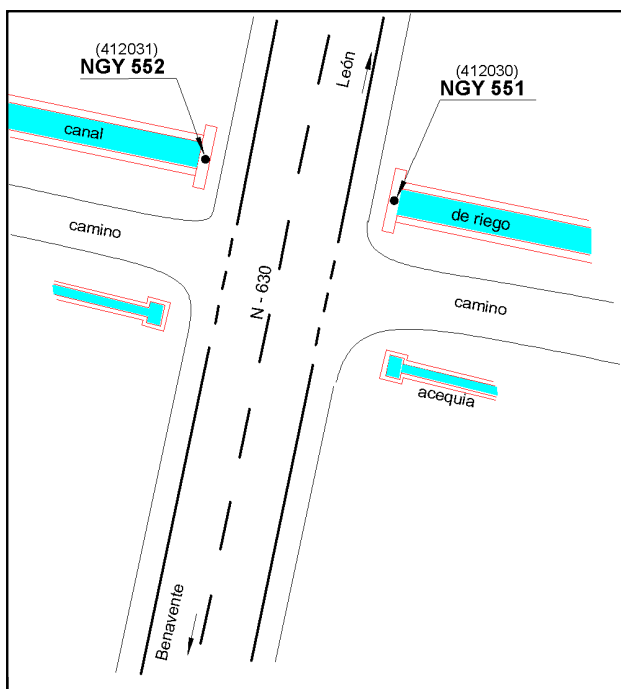 (412031)
NGY 552
León
(412030)
NGY 551
canal
de riego
camino
N - 630
camino
acequia
Benavente